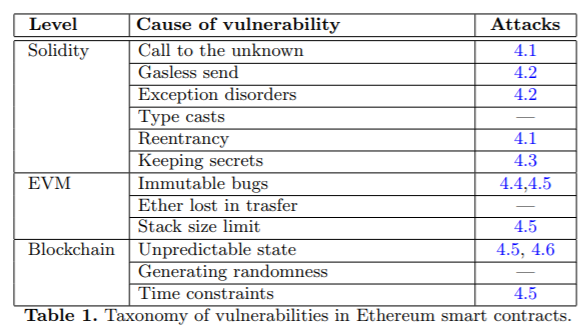 Level Cause of vulnerability Attacks
Solidity Call to the unknown 4.1
Gasless send 4.2
Exception disorders 4.2
Type casts —
Reentrancy 4.1
Keeping secrets 4.3
EVM Immutable bugs 4.4,4.5
Ether lost in trasfer —
Stack size limit 4.5
Blockchain Unpredictable state 4.5, 4.6
Generating randomness —
Time constraints 4.5
Table 1. Taxonomy of vulnerabilities in Ethereum smart contracts.